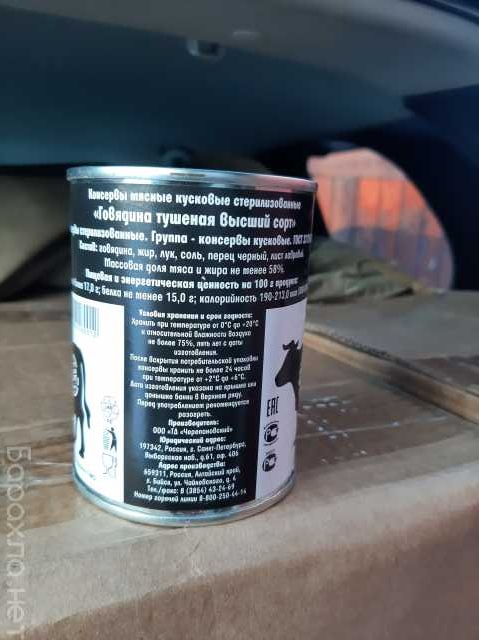 Консервы мясные кусковые стерилизованные
«Говядина тушеная высший сорт»
стерилизованные. Группа - консервы кусковые. ГОСТ
Состав: говядина, жир, лук, соль, перец черный, лист лавровый.
Массовая доля мяса и жира не менее 58%.
Пищевая и энергетическая ценность на 100 г продукта:
17,0 г; белка не менее 15,0 г; калорийность 190-213,0
Условия хранения и срок годности:
Хранить при температуре от 0°С до +20°С
и относительной влажности воздуха
не более 75%, пять лет с даты
изготовления.
После вскрытия потребительской упаковки
консервы хранить не более 24 часов
при температуре от +2°С до +6°С.
Дата изготовления указана на крышке или
донышке банки в верхнем ряду.
Перед употреблением рекомендуется
разогреть.
Производитель:
ООО «ТД «Черепановский»
Юридический адрес:
197342, Россия, г. Санкт-Петербург,
Выборгская наб., д.61, оф. 406
Адрес производства:
659311, Россия, Алтайский край,
г. Бийск, ул. Чайковского, д. 4
Тел./факс: 8 (3854) 43-24-69
Номер горячей линии 8-800-250-44-14
EAC
Барохло.нет